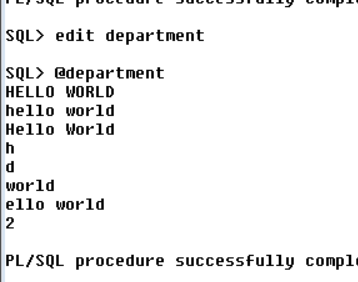 SQL> edit department
SQL> @department
HELLO WORLD
hello world
Hello World
h
d
world
ello world
2
PL/SQL procedure successfully